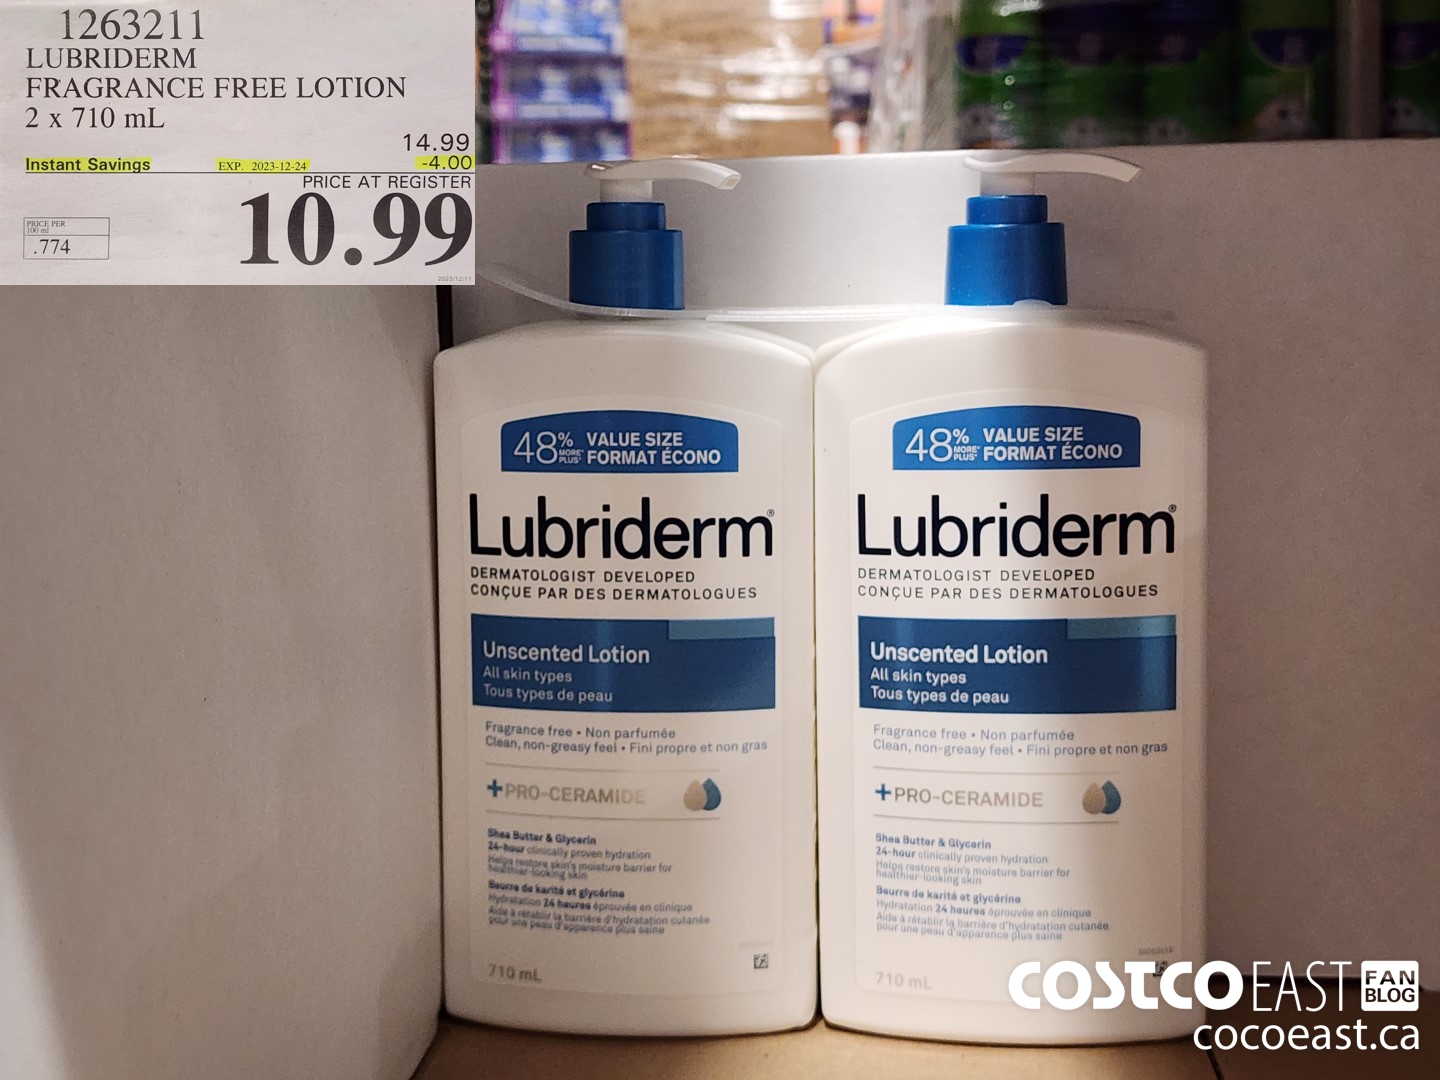 1263211
LUBRIDERM
FRAGRANCE FREE LOTION
2 x 710 mL
14.99
Instant Savings EXP. 2023-12-24 -4.00
PRICE AT REGISTER
10.99
PRICE PER
100 ml
.774
2023/12/11
48% MORE* PLUS* VALUE SIZE
FORMAT ÉCONO
Lubriderm®
DERMATOLOGIST DEVELOPED
CONÇUE PAR DES DERMATOLOGUES
Unscented Lotion
All skin types
Tous types de peau
Fragrance free • Non parfumée
Clean, non-greasy feel • Fini propre et non gras
+PRO-CERAMIDE
Shea Butter & Glycerin
24-hour clinically proven hydration
Helps restore skin's moisture barrier for
healthier-looking skin
Beurre de karité et glycérine
Hydratation 24 heures éprouvée en clinique
Aide à rétablir la barrière d'hydratation cutanée
pour une peau d'apparence plus saine
710 mL
48% MORE* PLUS* VALUE SIZE
FORMAT ÉCONO
Lubriderm®
DERMATOLOGIST DEVELOPED
CONÇUE PAR DES DERMATOLOGUES
Unscented Lotion
All skin types
Tous types de peau
Fragrance free • Non parfumée
Clean, non-greasy feel • Fini propre et non gras
+PRO-CERAMIDE
Shea Butter & Glycerin
24-hour clinically proven hydration
Helps restore skin's moisture barrier for
healthier-looking skin
Beurre de karité et glycérine
Hydratation 24 heures éprouvée en clinique
Aide à rétablir la barrière d'hydratation cutanée
pour une peau d'apparence plus saine
710 mL
COSTCO EAST FAN BLOG
cocoeast.ca